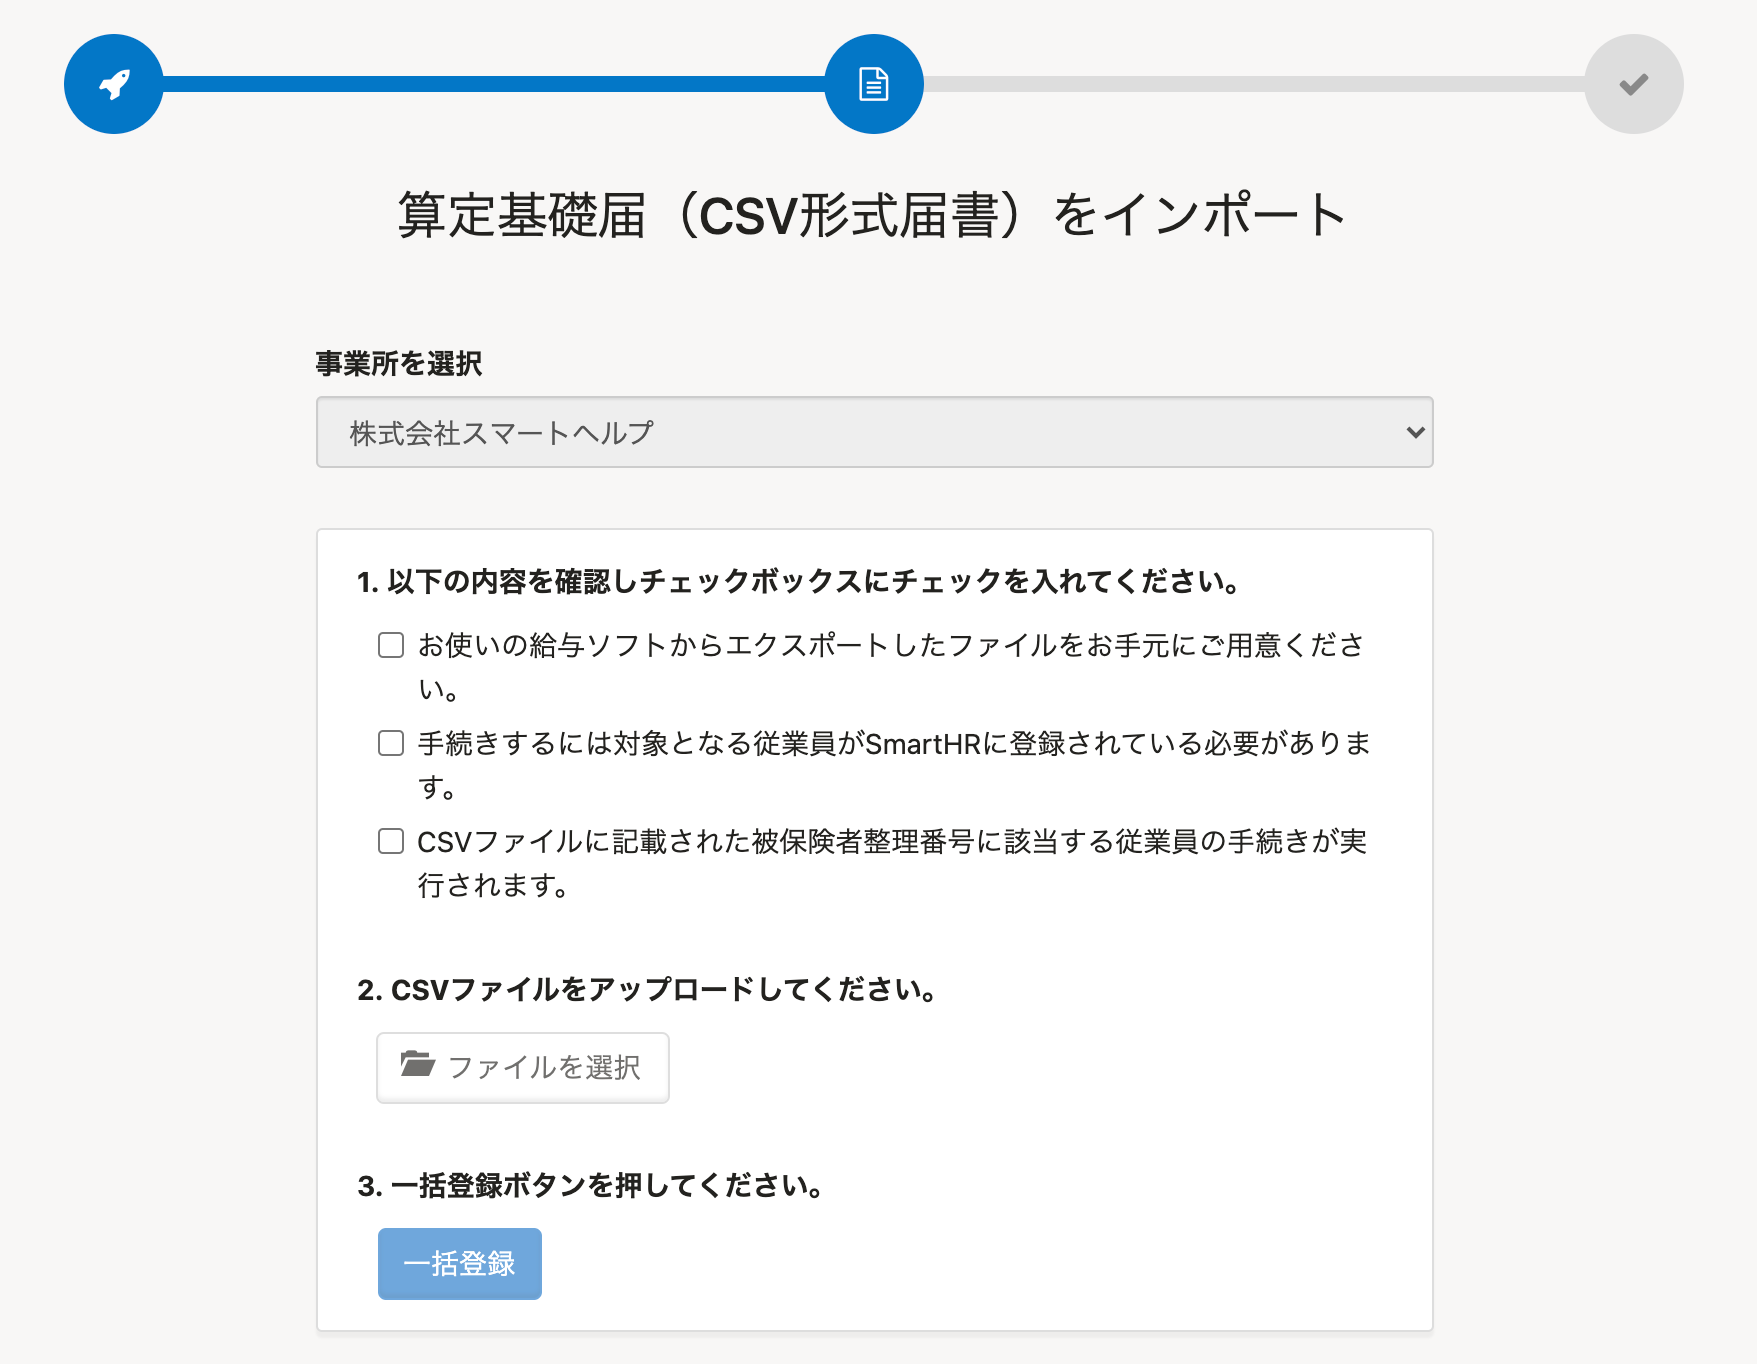 算定基礎届（CSV形式届書）をインポート
事業所を選択
株式会社スマートヘルプ
1. 以下の内容を確認しチェックボックスにチェックを入れてください。
お使いの給与ソフトからエクスポートしたファイルをお手元にご用意くださ
い。
手続きするには対象となる従業員がSmartHRに登録されている必要がありま
す。
CSVファイルに記載された被保険者整理番号に該当する従業員の手続きが実
行されます。
2. CSVファイルをアップロードしてください。
ファイルを選択
3. 一括登録ボタンを押してください。
一括登録